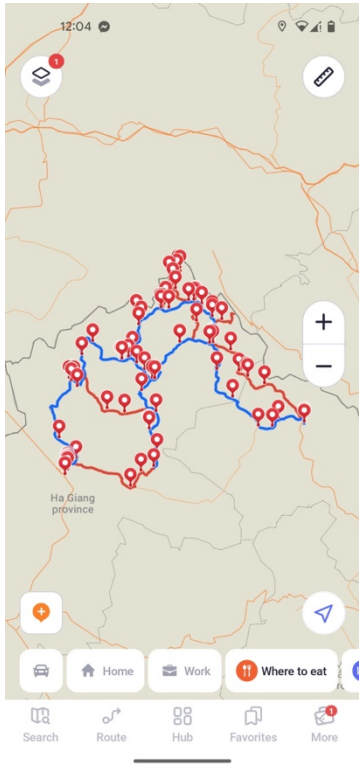 12:04
1
Ha Giang
province
Home
Work
Where to eat
Search
Route
Hub
Favorites
More
1